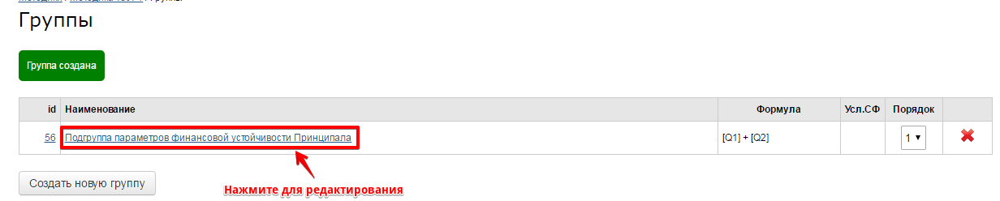 Группы
Группа создана
id Наименование Формула Усл.СФ Порядок
56 Подгруппа параметров финансовой устойчивости Принципала [Q1] + [Q2] 1
Создать новую группу
Нажмите для редактирования